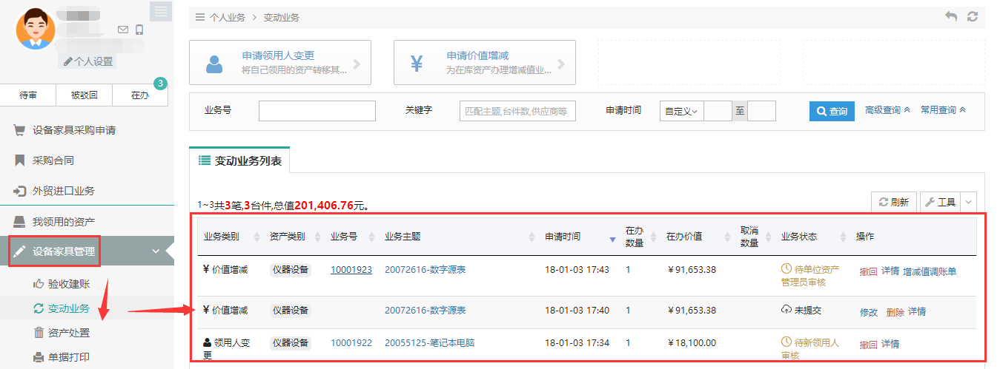 个人设置
待审 被驳回 在办 3
设备家具采购申请
采购合同
外贸进口业务
我领用的资产
设备家具管理
验收建账
变动业务
资产处置
单据打印
个人业务 > 变动业务
申请领用人变更
将自己领用的资产转移其...
申请价值增减
为在库资产办理增减值业...
业务号 关键字 匹配主题,台件数,供应商等 申请时间 自定义 至 查询 高级查询 常用查询
变动业务列表
1~3共3笔,3台件,总值201,406.76元。
刷新 工具
业务类别 资产类别 业务号 业务主题 申请时间 在办数量 在办价值 取消数量 业务状态 操作
¥ 价值增减 仪器设备 10001923 20072616-数字源表 18-01-03 17:43 1 ¥91,653.38 待单位资产管理员审核 撤回 详情 增减值调账单
¥ 价值增减 仪器设备 20072616-数字源表 18-01-03 17:40 1 ¥91,653.38 未提交 修改 删除 详情
领用人变更 仪器设备 10001922 20055125-笔记本电脑 18-01-03 17:34 1 ¥18,100.00 待新领用人审核 撤回 详情